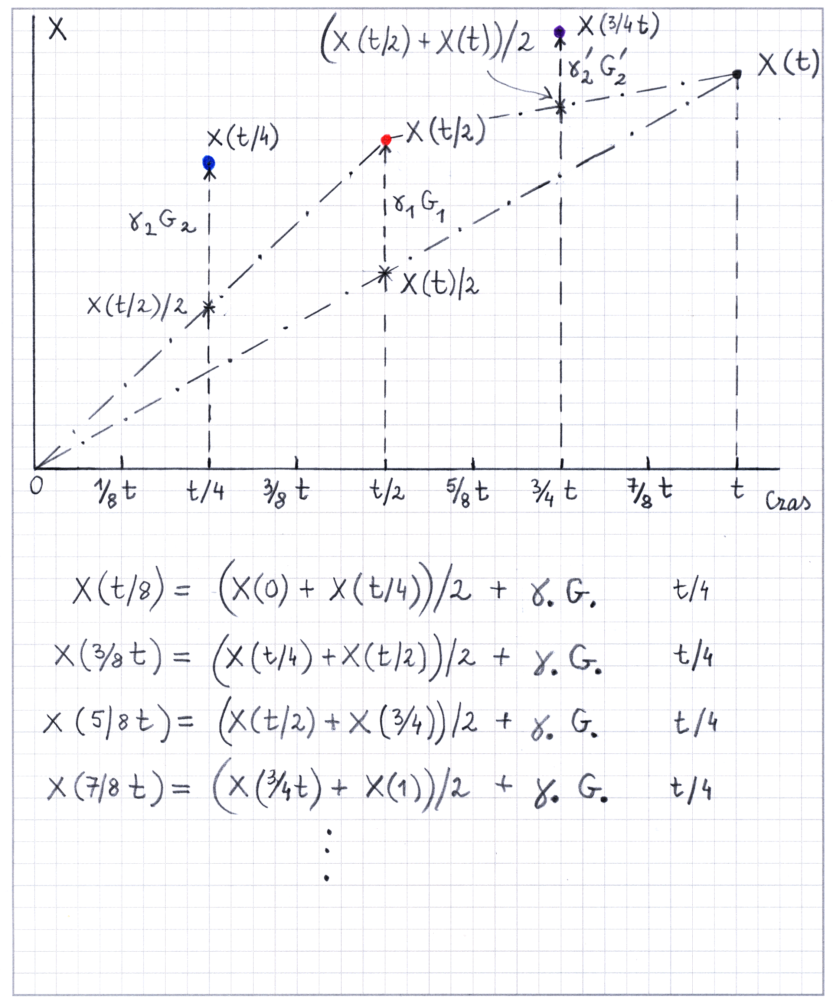 X
(X(t/2) + X(t))/2
X(3/4 t)
γ₂′ G₂′
X(t)
X(t/4)
X(t/2)
γ₂ G₂
γ₁ G₁
X(t/2)/2
X(t)/2
0 1/8 t t/4 3/8 t t/2 5/8 t 3/4 t 7/8 t t Czas
X(t/8) = (X(0) + X(t/4))/2 + γ. G. t/4
X(3/8 t) = (X(t/4) + X(t/2))/2 + γ. G. t/4
X(5/8 t) = (X(t/2) + X(3/4))/2 + γ. G. t/4
X(7/8 t) = (X(3/4 t) + X(1))/2 + γ. G. t/4
⋮